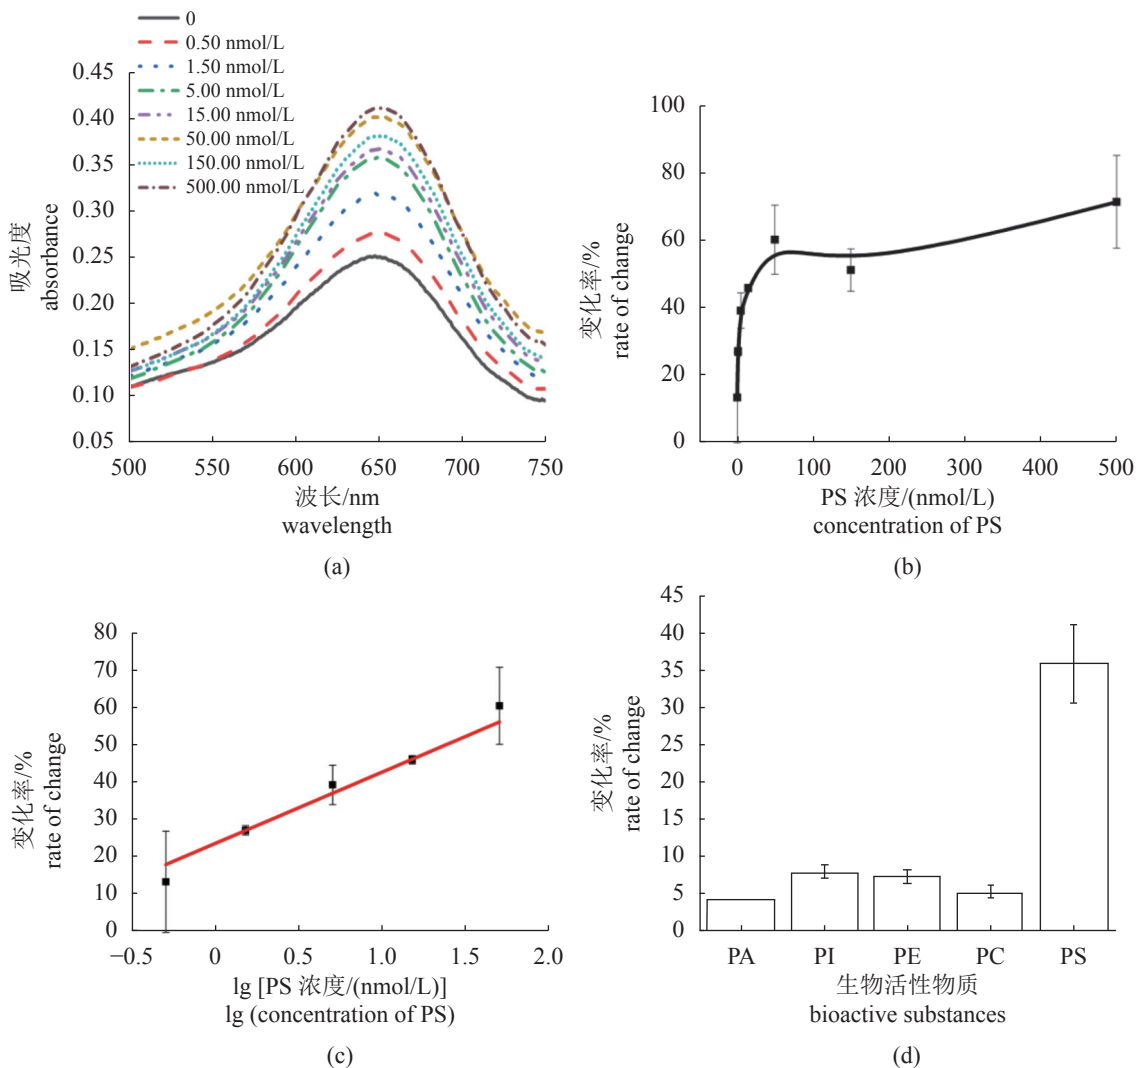 0
0.50 nmol/L
1.50 nmol/L
5.00 nmol/L
15.00 nmol/L
50.00 nmol/L
150.00 nmol/L
500.00 nmol/L
0.45
0.40
0.35
0.30
0.25
0.20
0.15
0.10
0.05
吸光度
absorbance
500 550 600 650 700 750
波长/nm
wavelength
(a)
100
80
60
40
20
0
变化率/%
rate of change
0 100 200 300 400 500
PS 浓度/(nmol/L)
concentration of PS
(b)
80
70
60
50
40
30
20
10
0
变化率/%
rate of change
−0.5 0 0.5 1.0 1.5 2.0
lg [PS 浓度/(nmol/L)]
lg (concentration of PS)
(c)
45
40
35
30
25
20
15
10
5
0
变化率/%
rate of change
PA PI PE PC PS
生物活性物质
bioactive substances
(d)